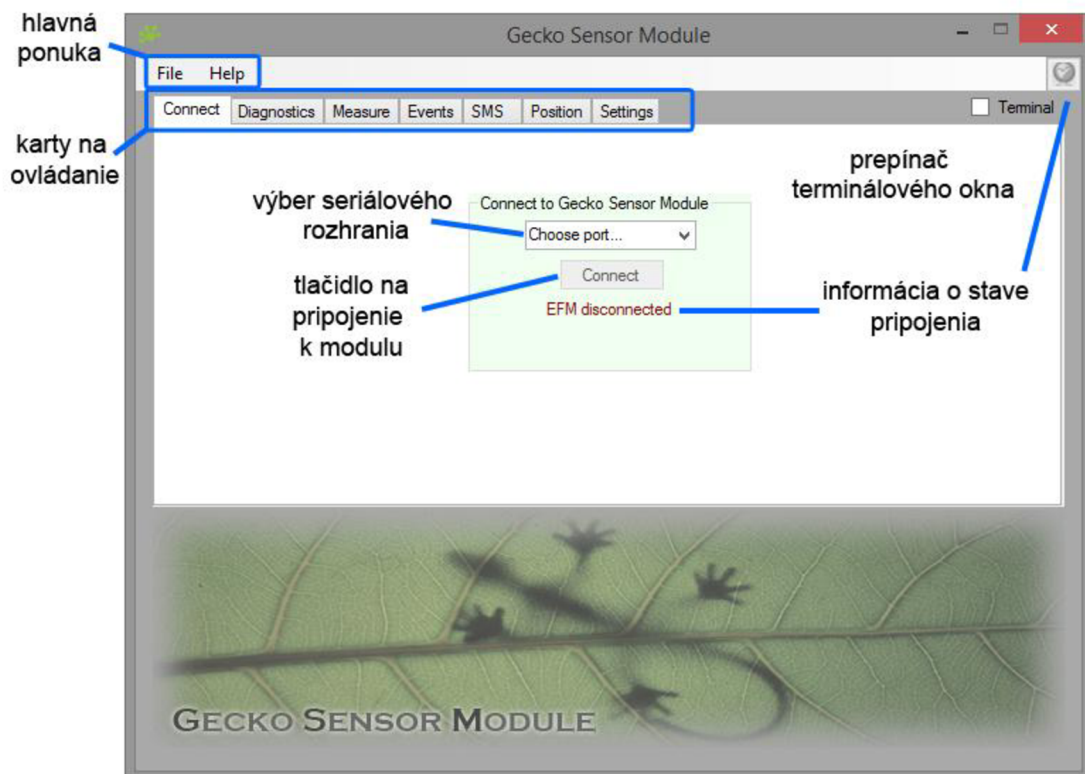 hlavná
ponuka
Gecko Sensor Module
File Help
Connect Diagnostics Measure Events SMS Position Settings
Terminal
karty na
ovládanie
prepínač
terminálového okna
výber seriálového
rozhrania
Connect to Gecko Sensor Module
Choose port...
tlačidlo na
pripojenie
k modulu
Connect
EFM disconnected
informácia o stave
pripojenia
GECKO SENSOR MODULE